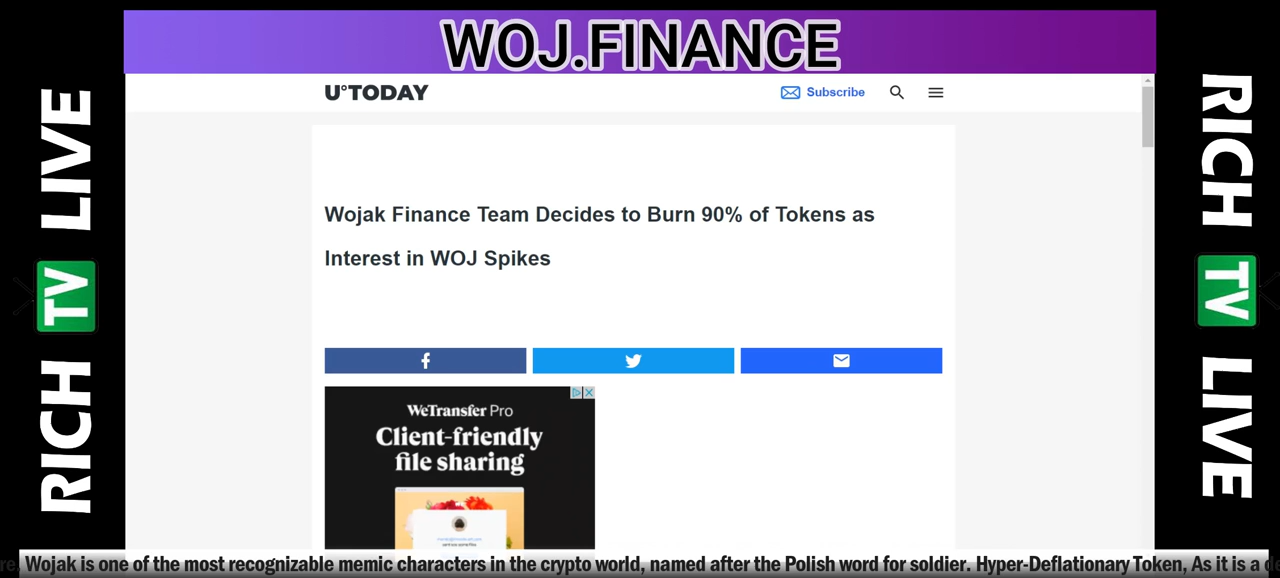 WOJ.FINANCE
RICH TV LIVE
U°TODAY
Subscribe
Wojak Finance Team Decides to Burn 90% of Tokens as
Interest in WOJ Spikes
WeTransfer Pro
Client-friendly
file sharing
RICH TV LIVE
Wojak is one of the most recognizable memic characters in the crypto world, named after the Polish word for soldier. Hyper-Deflationary Token, As it is a